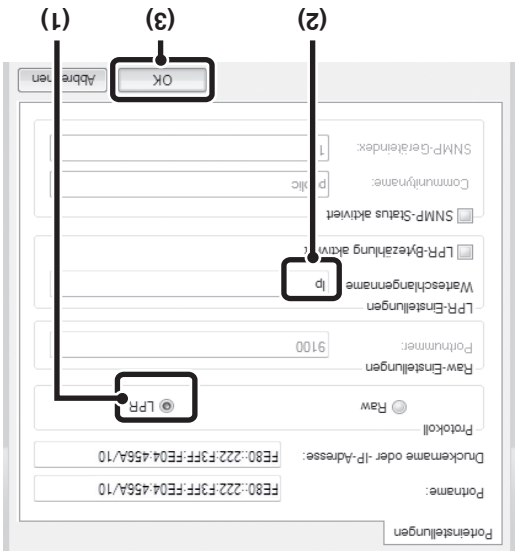 Porteinstellungen
Portname: FE80::222:F3FF:FE04:456A/10
Druckername oder -IP-Adresse: FE80::222:F3FF:FE04:456A/10
Protokoll
Raw LPR
Raw-Einstellungen
Portnummer: 9100
LPR-Einstellungen
Warteschlangenname lp
LPR-Bytezählung aktiviert
SNMP-Status aktiviert
Communityname: public
SNMP-Geräteindex: 1
OK Abbrechen
(2) (3) (1)